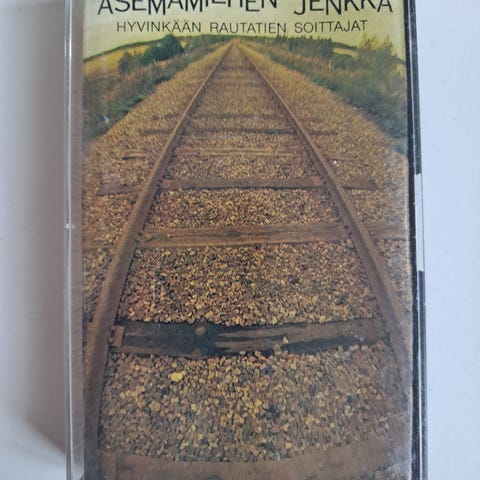 ASEMAMIEHEN JENKKA
HYVINKÄÄN RAUTATIEN SOITTAJAT